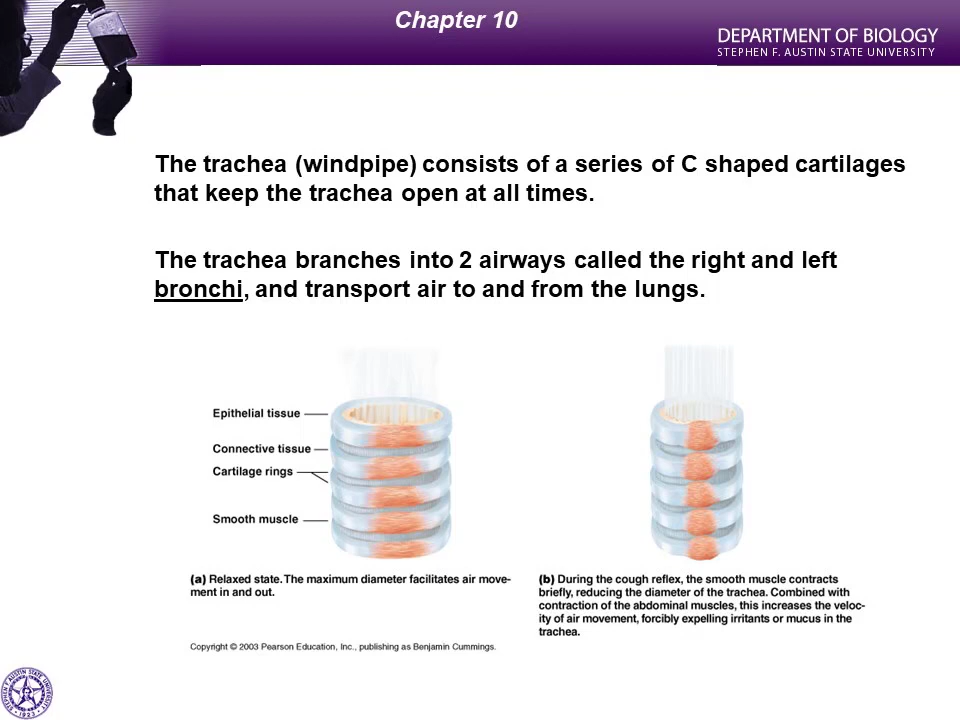 Chapter 10
DEPARTMENT OF BIOLOGY
STEPHEN F. AUSTIN STATE UNIVERSITY
The trachea (windpipe) consists of a series of C shaped cartilages
that keep the trachea open at all times.
The trachea branches into 2 airways called the right and left
bronchi, and transport air to and from the lungs.
Epithelial tissue
Connective tissue
Cartilage rings
Smooth muscle
(a) Relaxed state. The maximum diameter facilitates air move-
ment in and out.
(b) During the cough reflex, the smooth muscle contracts
briefly, reducing the diameter of the trachea. Combined with
contraction of the abdominal muscles, this increases the veloc-
ity of air movement, forcibly expelling irritants or mucus in the
trachea.
Copyright © 2003 Pearson Education, Inc., publishing as Benjamin Cummings.
STEPHEN F. AUSTIN STATE UNIVERSITY
1923